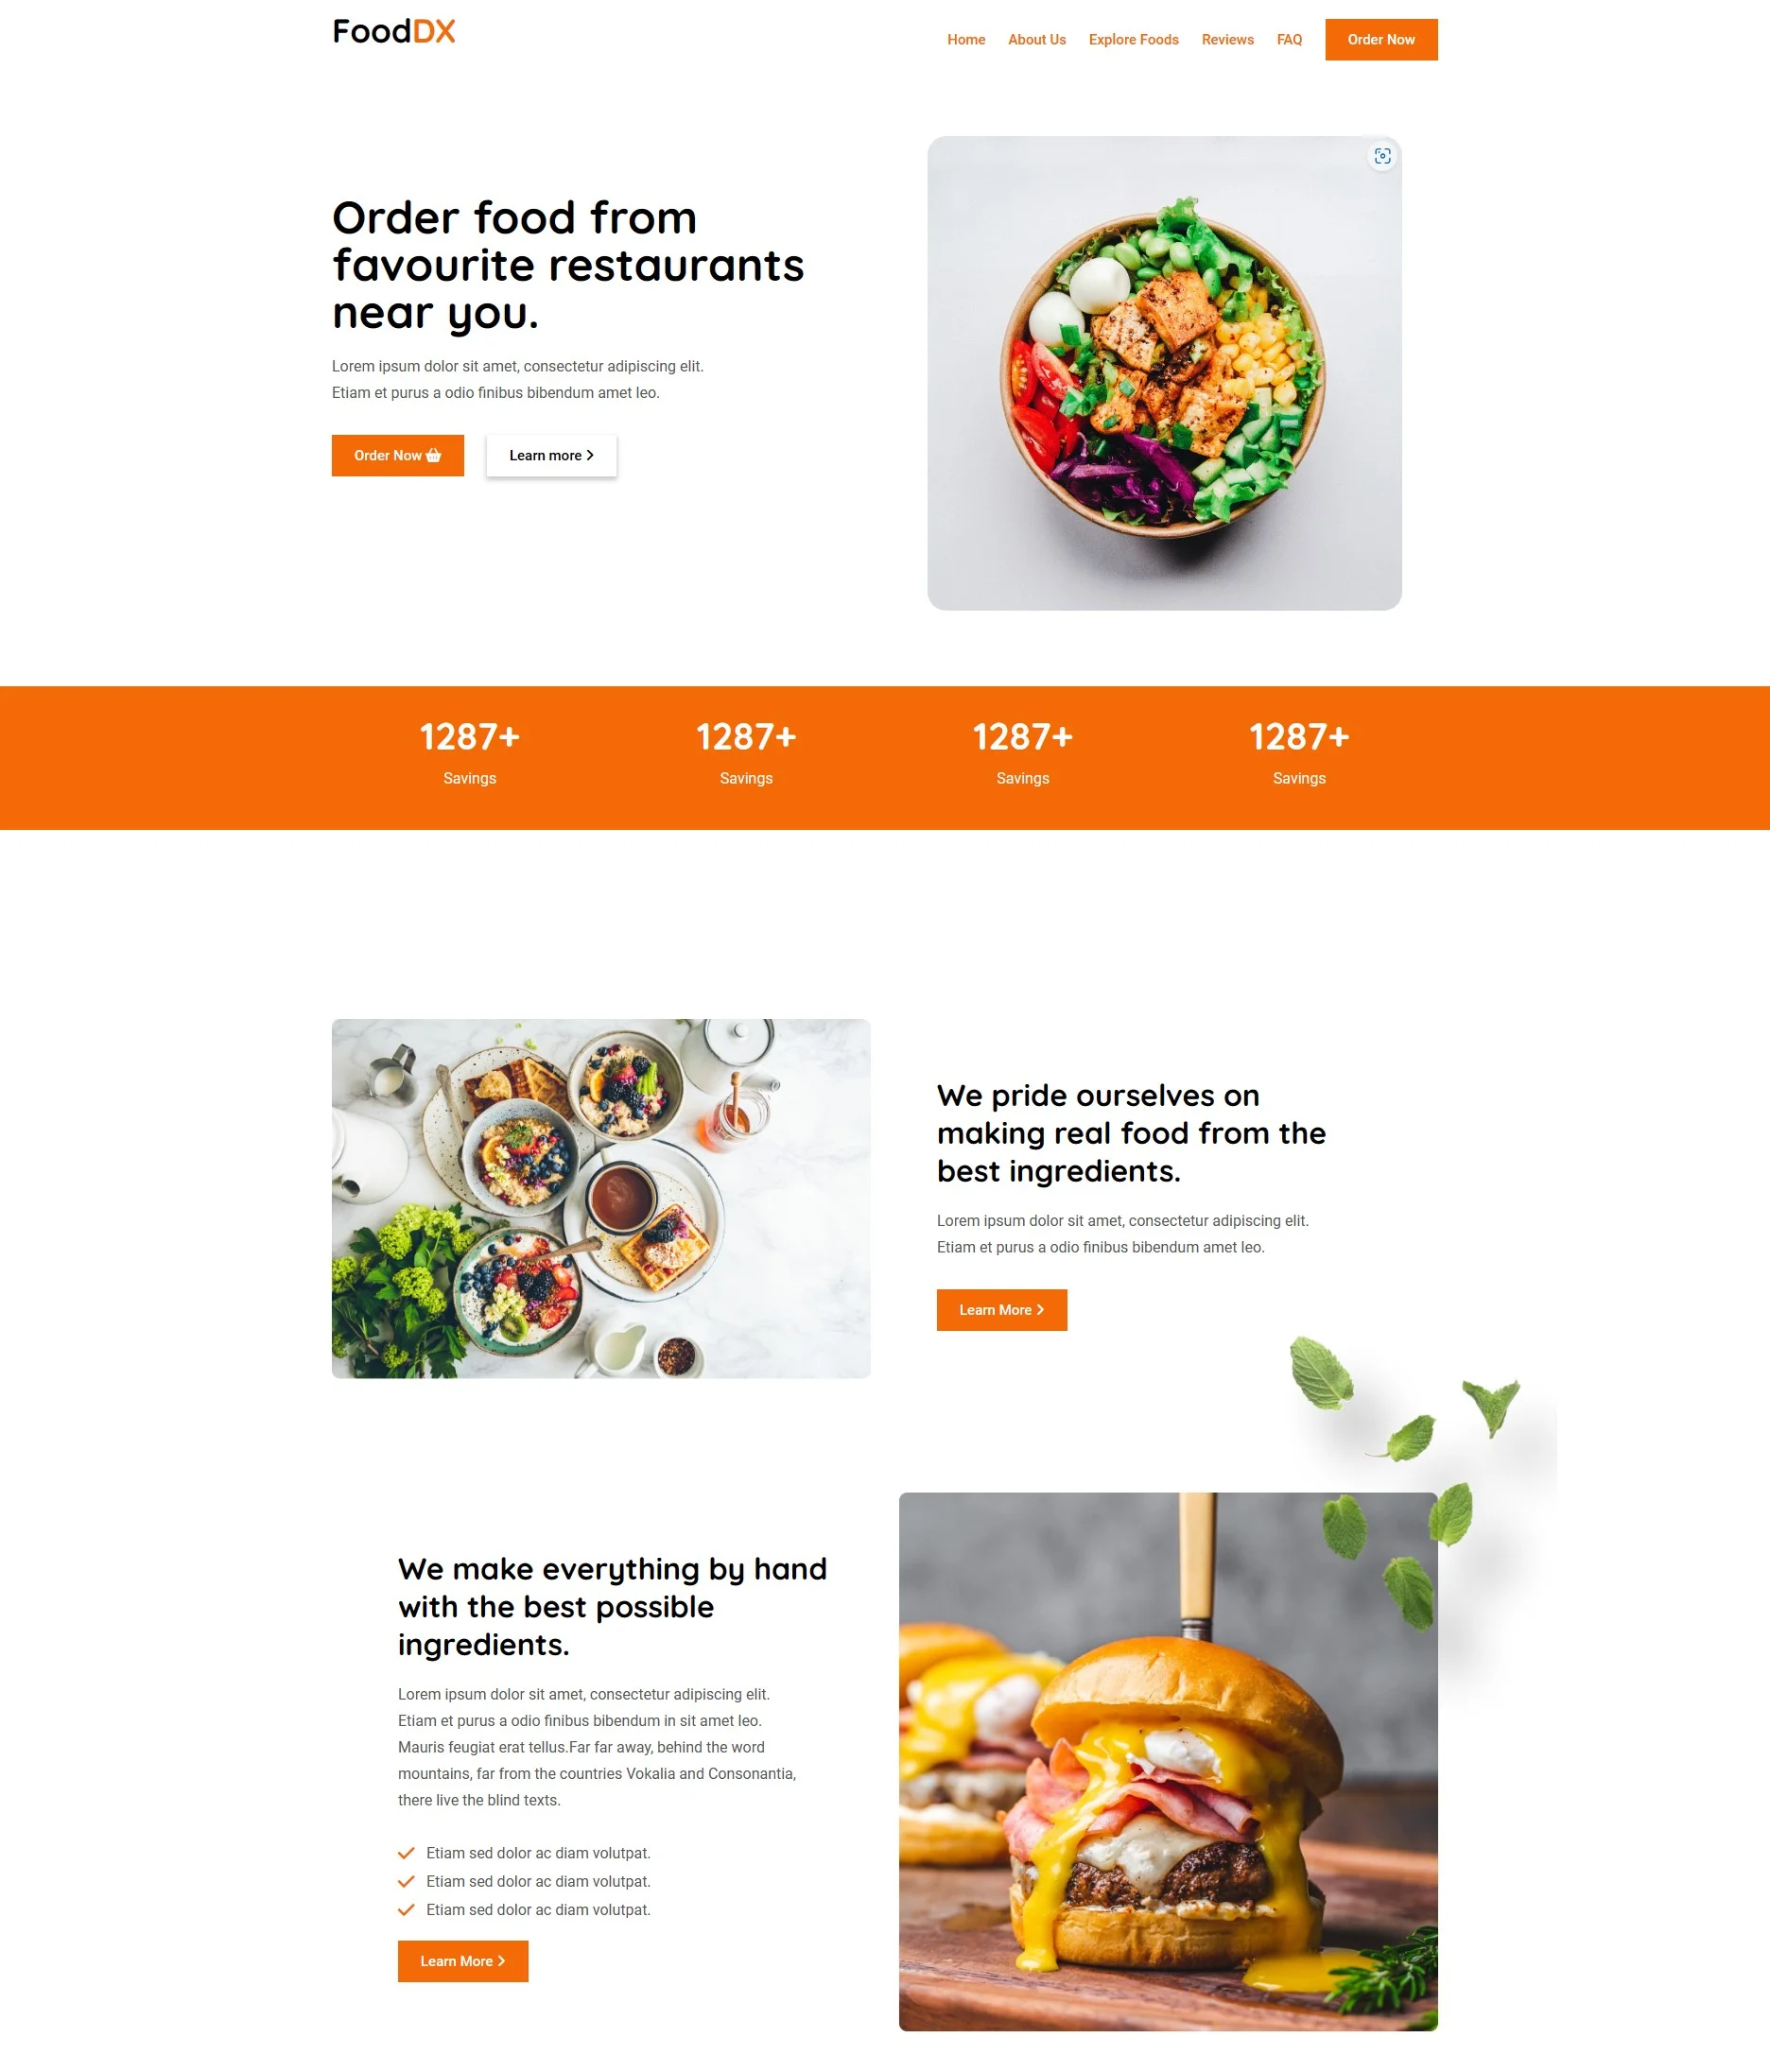 FoodDX
Home About Us Explore Foods Reviews FAQ Order Now
Order food from
favourite restaurants
near you.
Lorem ipsum dolor sit amet, consectetur adipiscing elit.
Etiam et purus a odio finibus bibendum amet leo.
Order Now Learn more
1287+ 1287+ 1287+ 1287+
Savings Savings Savings Savings
We pride ourselves on
making real food from the
best ingredients.
Lorem ipsum dolor sit amet, consectetur adipiscing elit.
Etiam et purus a odio finibus bibendum amet leo.
Learn More
We make everything by hand
with the best possible
ingredients.
Lorem ipsum dolor sit amet, consectetur adipiscing elit.
Etiam et purus a odio finibus bibendum in sit amet leo.
Mauris feugiat erat tellus.Far far away, behind the word
mountains, far from the countries Vokalia and Consonantia,
there live the blind texts.
Etiam sed dolor ac diam volutpat.
Etiam sed dolor ac diam volutpat.
Etiam sed dolor ac diam volutpat.
Learn More